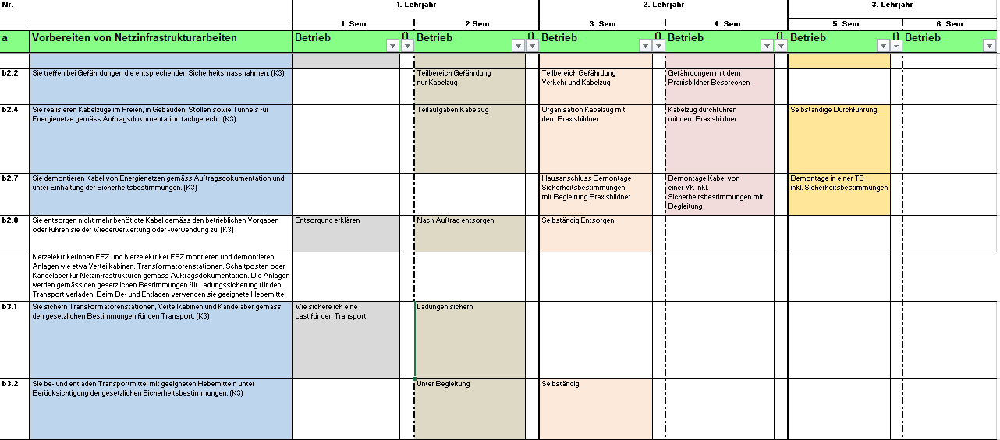 Nr.
1. Lehrjahr
2. Lehrjahr
3. Lehrjahr
1. Sem
2.Sem
3. Sem
4. Sem
5. Sem
6. Sem
a
Vorbereiten von Netzinfrastrukturarbeiten
Betrieb
Ü
Betrieb
Ü
Betrieb
Ü
Betrieb
Ü
Betrieb
Ü
Betrieb
b2.2
Sie treffen bei Gefährdungen die entsprechenden Sicherheitsmassnahmen. (K3)
Teilbereich Gefährdung
nur Kabelzug
Teilbereich Gefährdung
Verkehr und Kabelzug
Gefährdungen mit dem
Praxisbildner Besprechen
b2.4
Sie realisieren Kabelzüge im Freien, in Gebäuden, Stollen sowie Tunnels für
Energienetze gemäss Auftragsdokumentation fachgerecht. (K3)
Teilaufgaben Kabelzug
Organisation Kabelzug mit
dem Praxisbildner
Kabelzug durchführen
mit dem Praxisbildner
Selbständige Durchführung
b2.7
Sie demontieren Kabel von Energienetzen gemäss Auftragsdokumentation und
unter Einhaltung der Sicherheitsbestimmungen. (K3)
Hausanschluss Demontage
Sicherheitsbestimmungen
mit Begleitung Praxisbildner
Demontage Kabel von
einer VK inkl.
Sicherheitsbestimmungen mit
Begleitung
Demontage in einer TS
inkl. Sicherheitsbestimmungen
b2.8
Sie entsorgen nicht mehr benötigte Kabel gemäss den betrieblichen Vorgaben
oder führen sie der Wiederverwertung oder -verwendung zu. (K3)
Entsorgung erklären
Nach Auftrag entsorgen
Selbständig Entsorgen
Netzelektrikerinnen EFZ und Netzelektriker EFZ montieren und demontieren
Anlagen wie etwa Verteilkabinen, Transformatorenstationen, Schaltposten oder
Kandelaber für Netzinfrastrukturen gemäss Auftragsdokumentation. Die Anlagen
werden gemäss den gesetzlichen Bestimmungen für Ladungssicherung für den
Transport verladen. Beim Be- und Entladen verwenden sie geeignete Hebemittel
b3.1
Sie sichern Transformatorenstationen, Verteilkabinen und Kandelaber gemäss
den gesetzlichen Bestimmungen für den Transport. (K3)
Wie sichere ich eine
Last für den Transport
Ladungen sichern
b3.2
Sie be- und entladen Transportmittel mit geeigneten Hebemitteln unter
Berücksichtigung der gesetzlichen Sicherheitsbestimmungen. (K3)
Unter Begleitung
Selbständig